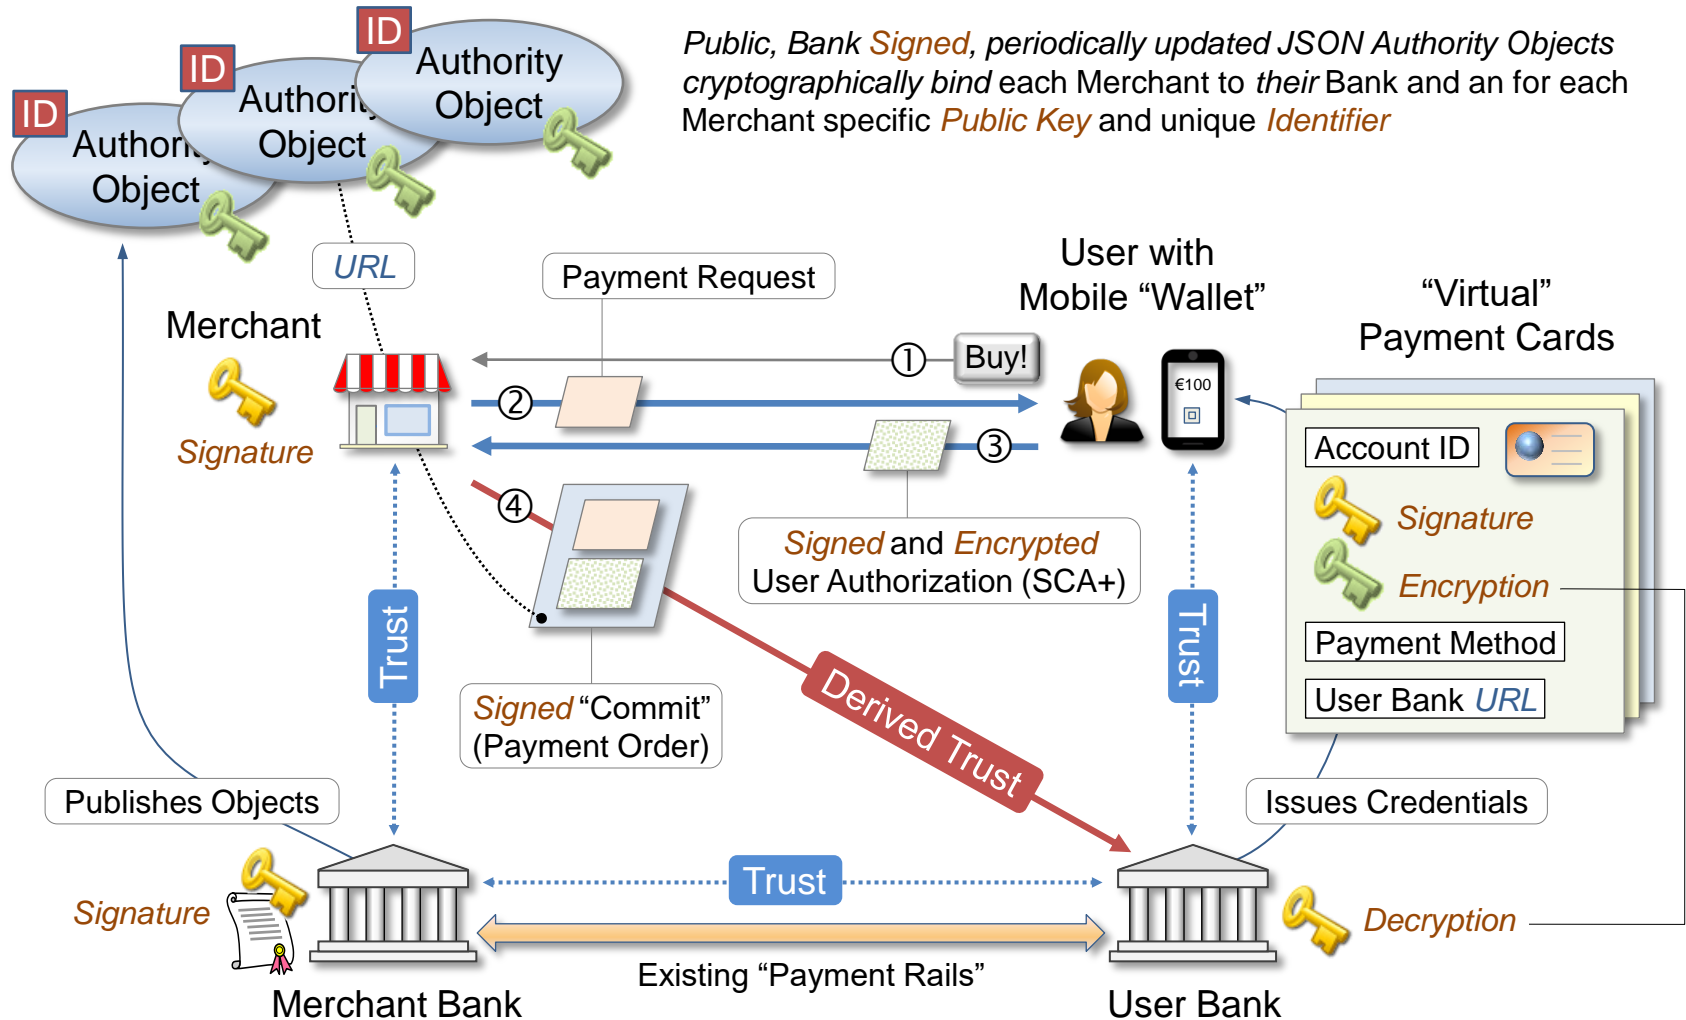 ID
Authority
Object
ID
Authority
Object
ID
Authority
Object
Public, Bank Signed, periodically updated JSON Authority Objects
cryptographically bind each Merchant to their Bank and an for each
Merchant specific Public Key and unique Identifier
URL
Payment Request
User with
Mobile “Wallet”
“Virtual”
Payment Cards
Merchant
Signature
1
Buy!
2
3
4
€100
Account ID
Signature
Encryption
Payment Method
User Bank URL
Signed and Encrypted
User Authorization (SCA+)
Trust
Trust
Signed “Commit”
(Payment Order)
Derived Trust
Publishes Objects
Issues Credentials
Trust
Signature
Decryption
Existing “Payment Rails”
Merchant Bank
User Bank